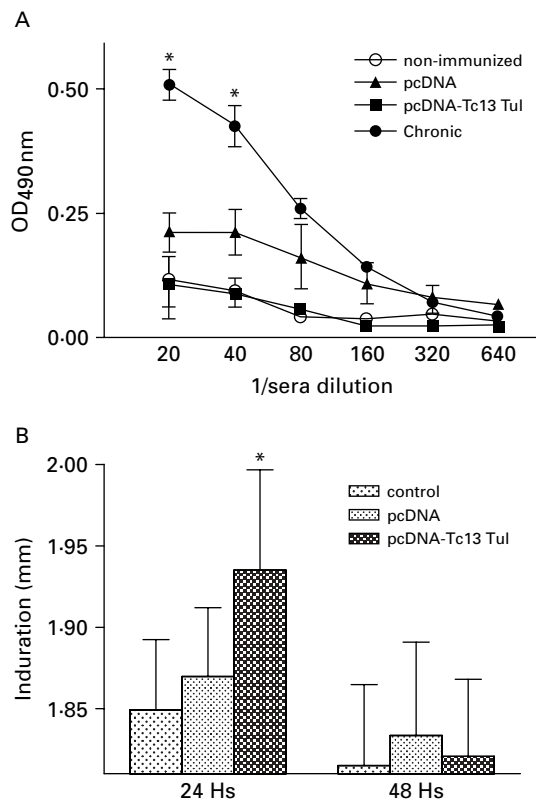 A
0·50
0·25
0·00
OD490 nm
* *
non-immunized
pcDNA
pcDNA-Tc13 Tul
Chronic
20 40 80 160 320 640
1/sera dilution
B
2·00
1·95
1·90
1·85
Induration (mm)
*
control
pcDNA
pcDNA-Tc13 Tul
24 Hs 48 Hs